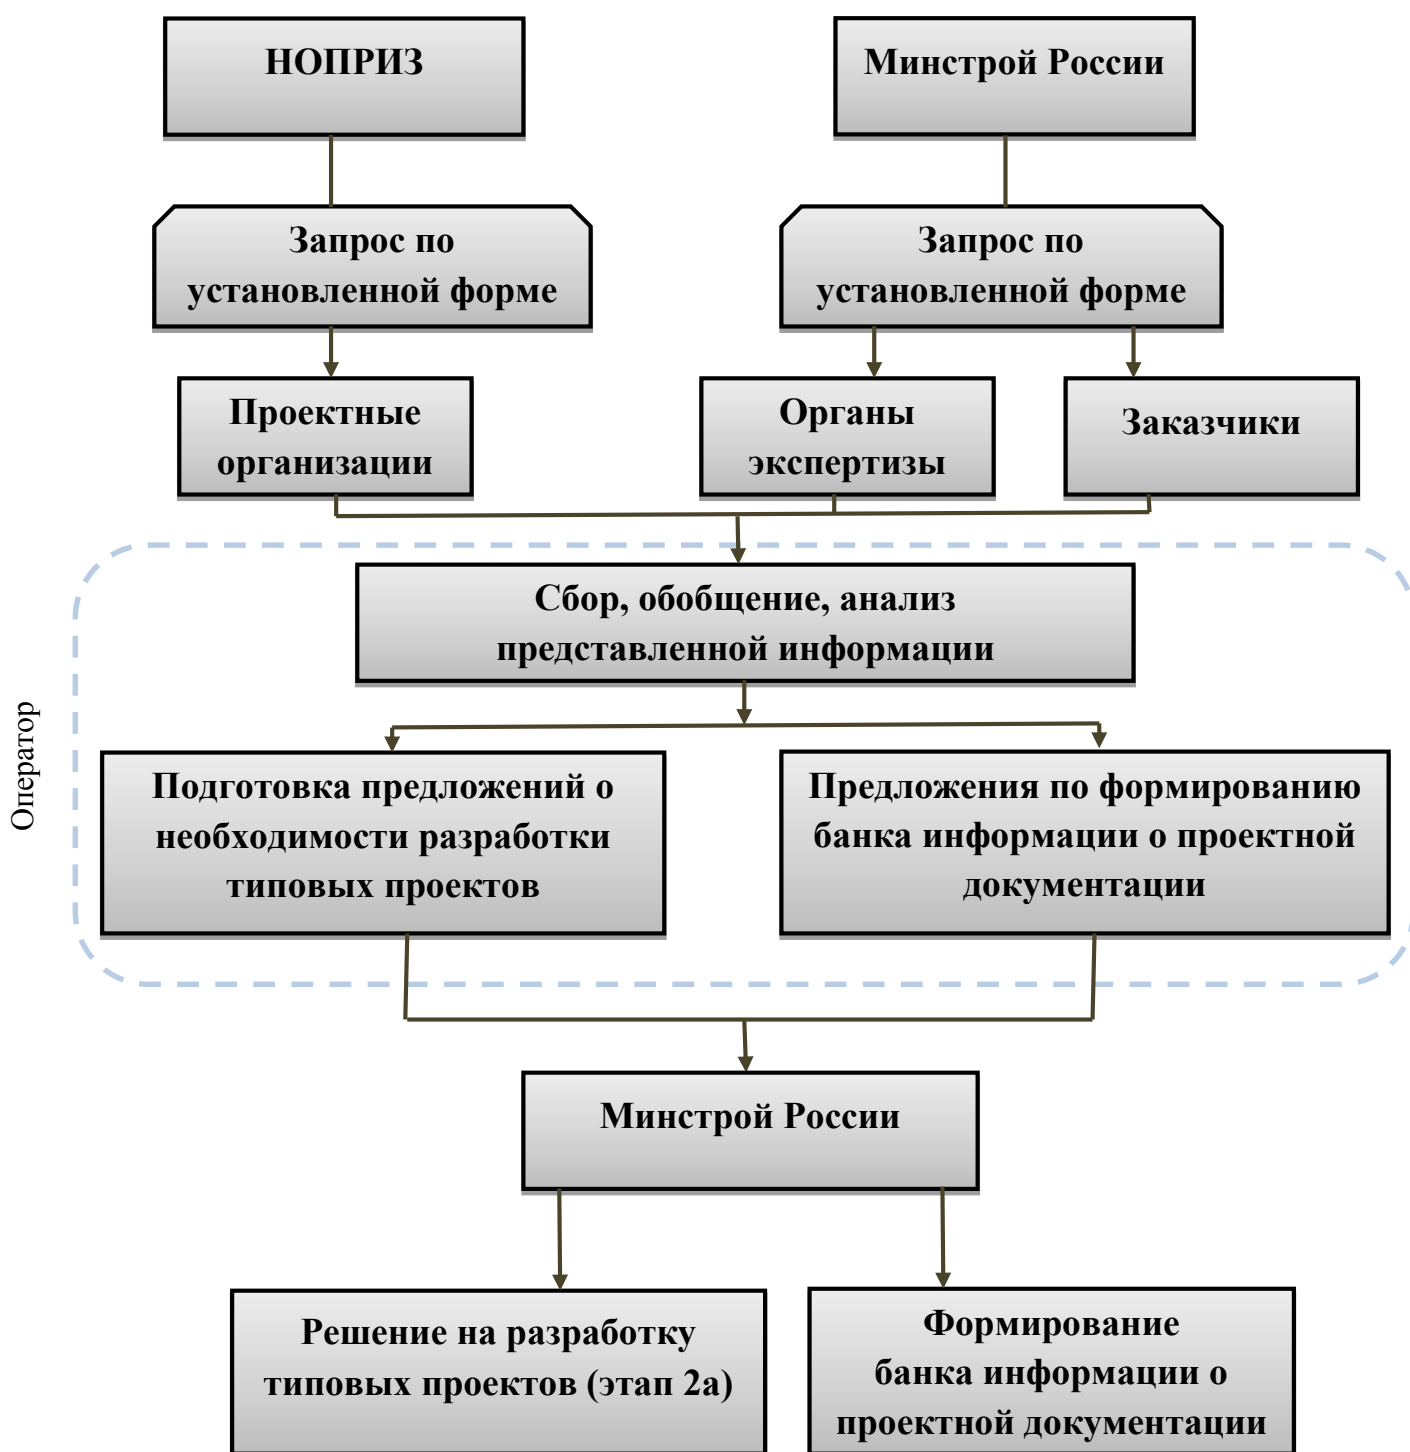 НОПРИЗ
Минстрой России
Запрос по
установленной форме
Запрос по
установленной форме
Проектные
организации
Органы
экспертизы
Заказчики
Сбор, обобщение, анализ
представленной информации
Оператор
Подготовка предложений о
необходимости разработки
типовых проектов
Предложения по формированию
банка информации о проектной
документации
Минстрой России
Решение на разработку
типовых проектов (этап 2а)
Формирование
банка информации о
проектной документации